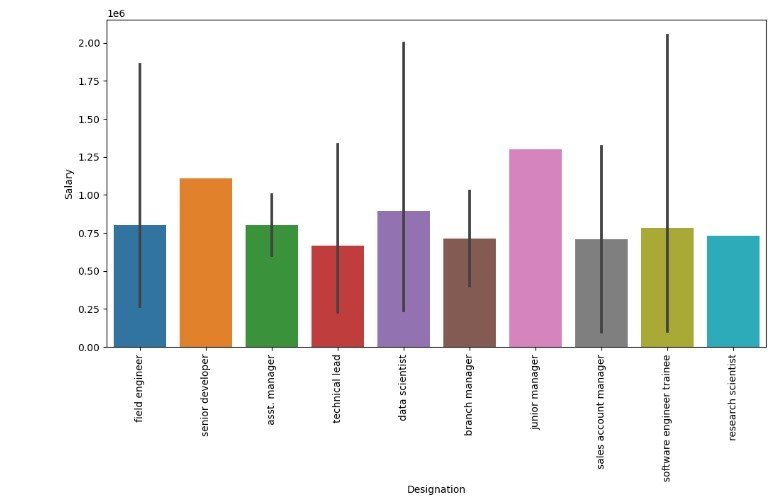 1e6
2.00
1.75
1.50
1.25
1.00
0.75
0.50
0.25
0.00
Salary
field engineer
senior developer
asst. manager
technical lead
data scientist
branch manager
junior manager
sales account manager
software engineer trainee
research scientist
Designation